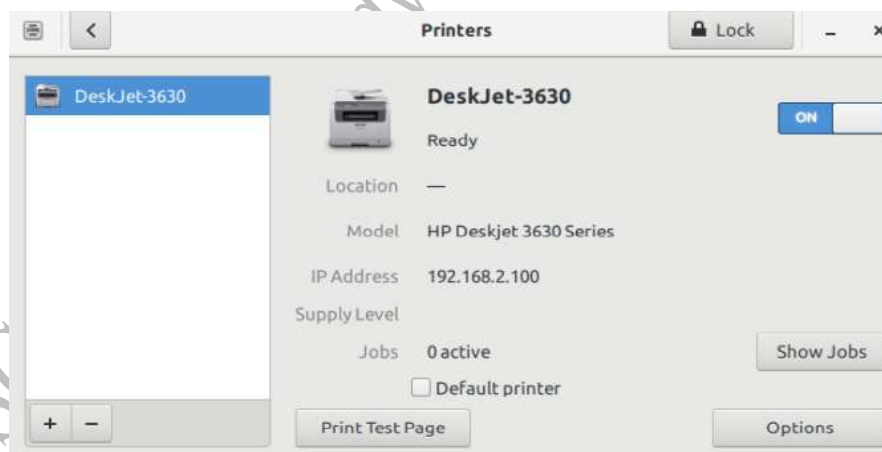 Printers
Lock
DeskJet-3630
DeskJet-3630
ON
Ready
Location —
Model HP Deskjet 3630 Series
IP Address 192.168.2.100
Supply Level
Jobs 0 active
Show Jobs
Default printer
+ −
Print Test Page
Options